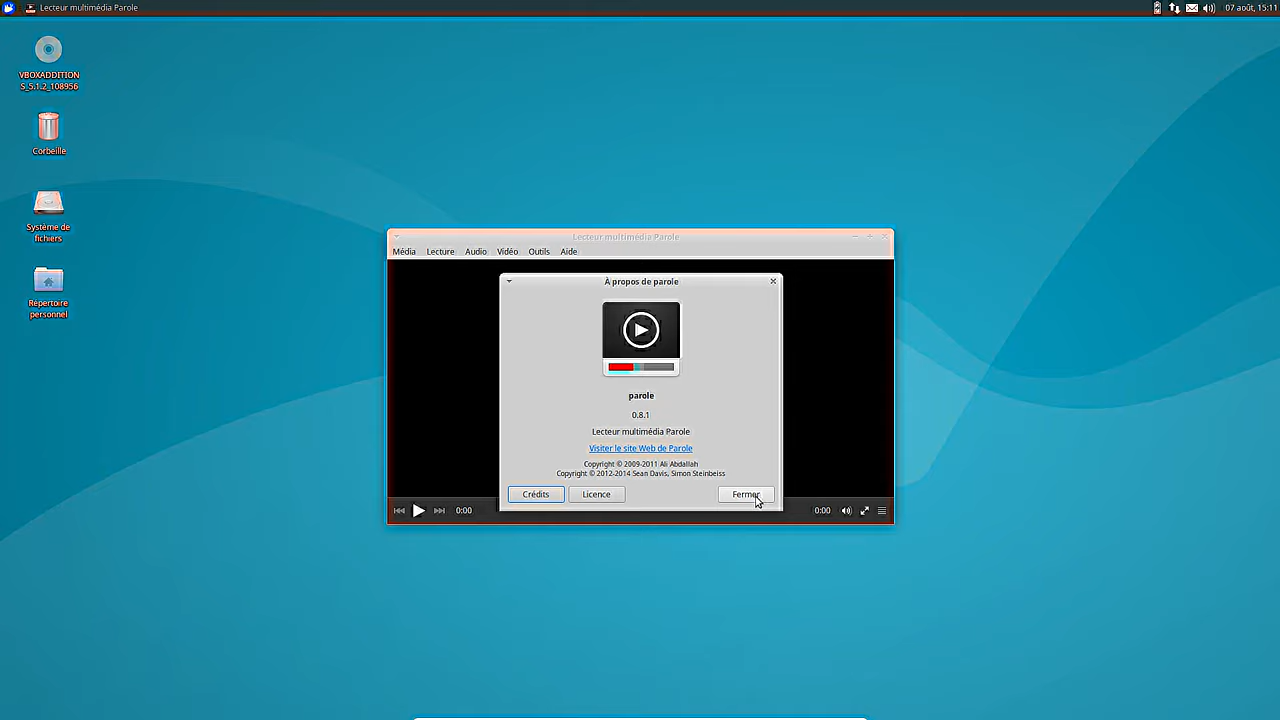 Lecteur multimédia Parole
07 août, 15:11
VBOXADDITION
S_5.1.2_108956
Corbeille
Système de
fichiers
Répertoire
personnel
Lecteur multimédia Parole
Média Lecture Audio Vidéo Outils Aide
À propos de parole
parole
0.8.1
Lecteur multimédia Parole
Visiter le site Web de Parole
Copyright © 2009-2011 Ali Abdallah
Copyright © 2012-2014 Sean Davis, Simon Steinbeiss
Crédits Licence Fermer
0:00 0:00